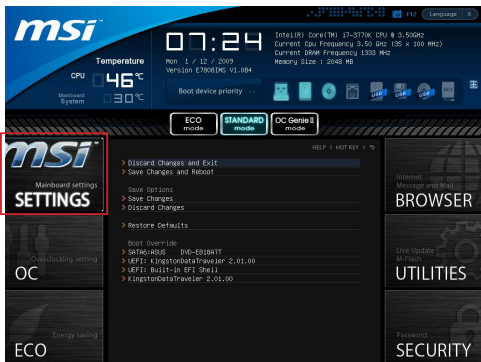 msi
F12
Language
X
07:24
Mon 1 / 12 / 2009
Version E7808IMS V1.0B4
Intel(R) Core(TM) i7-3770K CPU @ 3.50GHz
Current Cpu Frequency 3.50 GHz (35 x 100 MHz)
Current DRAM Frequency 1333 MHz
Memory Size : 2048 MB
Temperature
CPU 46°C
Mainboard
System
30°C
Boot device priority
USB
USB
USB
ECO
mode
STANDARD
mode
OC Genie II
mode
HELP | HOTKEY |
msi
Mainboard settings
SETTINGS
Overclocking setting
OC
Energy saving
ECO
Discard Changes and Exit
Save Changes and Reboot
Save Options
Save Changes
Discard Changes
Restore Defaults
Boot Override
SATA6:ASUS DVD-E818A7T
UEFI: KingstonDataTraveler 2.01.00
UEFI: Built-in EFI Shell
KingstonDataTraveler 2.01.00
Internet
Message and Mail
BROWSER
Live Update
M-Flash
UTILITIES
Password
SECURITY